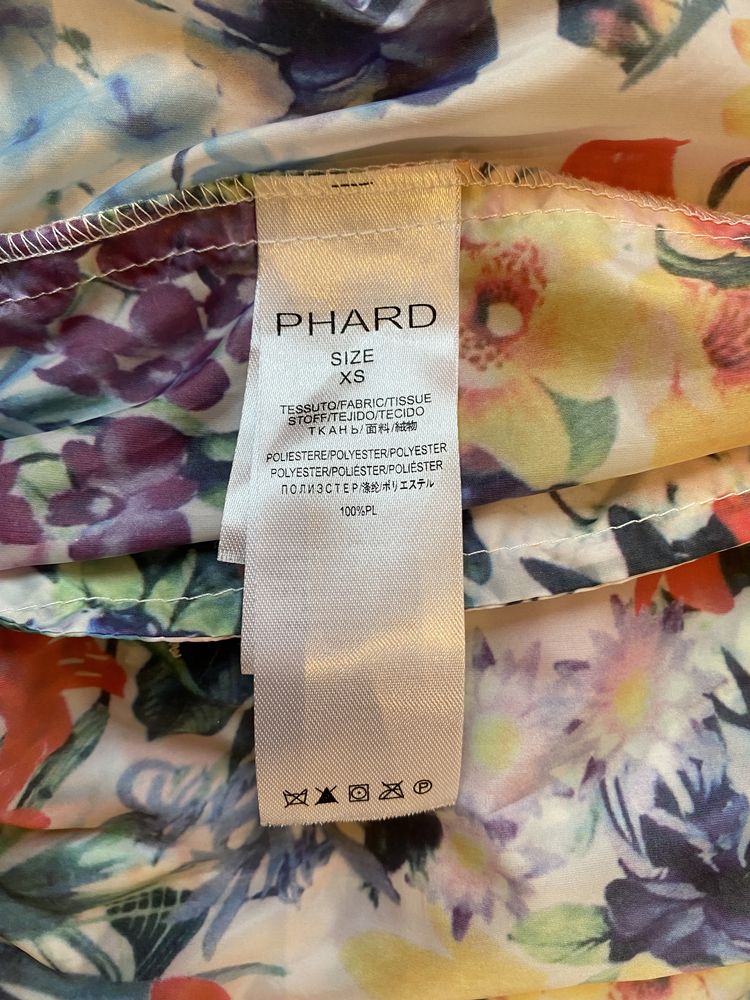 PHARD
SIZE
XS
TESSUTO/FABRIC/TISSUE
STOFF/TEJIDO/TECIDO
ТКАНЬ/面料/絨物
POLIESTERE/POLYESTER/POLYESTER
POLYESTER/POLIÉSTER/POLIÉSTER
ПОЛИЭСТЕР/涤纶/ポリエステル
100%PL
P